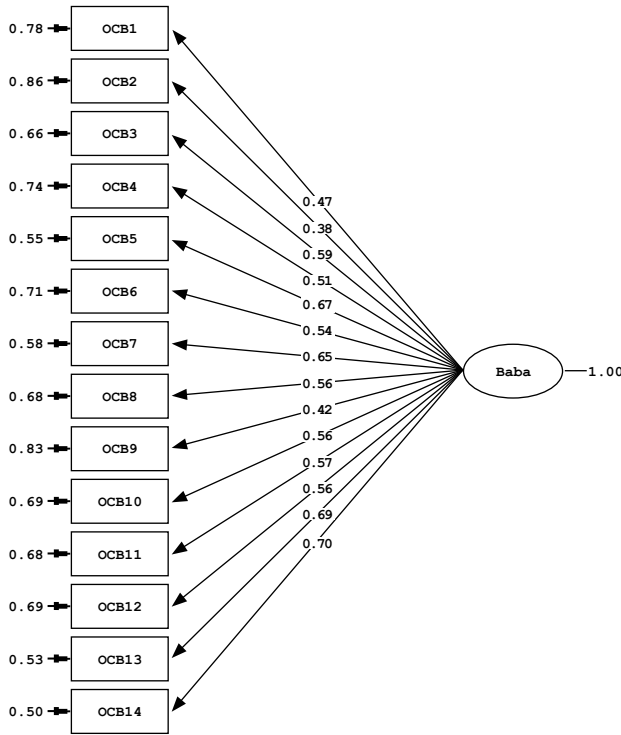 0.78 OCB1
0.86 OCB2
0.66 OCB3
0.74 OCB4
0.47
0.38
0.55 OCB5
0.59
0.51
0.71 OCB6
0.67
0.54
0.58 OCB7
0.65
Baba 1.00
0.68 OCB8
0.56
0.42
0.83 OCB9
0.56
0.57
0.69 OCB10
0.56
0.69
0.68 OCB11
0.70
0.69 OCB12
0.53 OCB13
0.50 OCB14